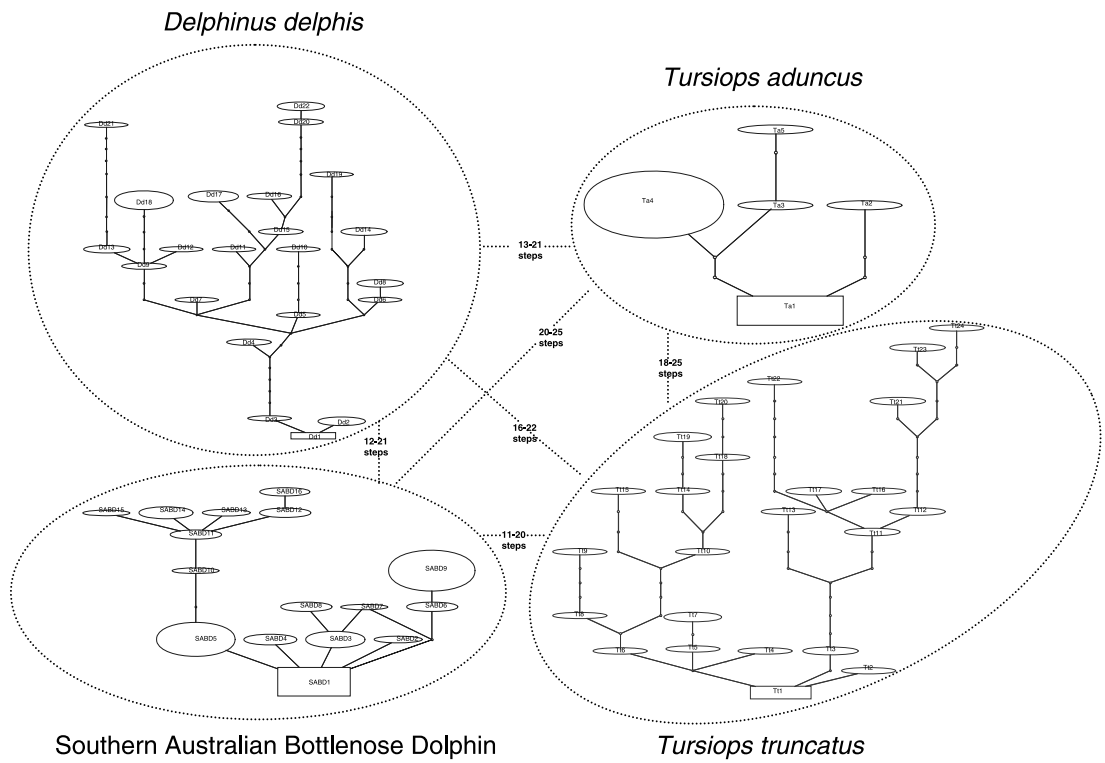 Delphinus delphis
Tursiops aduncus
Dd22
Dd20
Dd21
Dd19
Dd17
Dd16
Dd18
Dd15
Dd14
Dd13
Dd12
Dd11
Dd10
Dd9
Dd8
Dd7
Dd6
Dd5
Dd4
Dd3
Dd2
Dd1
Ta5
Ta4
Ta3
Ta2
Ta1
13-21
steps
20-25
steps
18-25
steps
16-22
steps
12-21
steps
11-20
steps
SABD16
SABD15
SABD14
SABD13
SABD12
SABD11
SABD10
SABD9
SABD8
SABD7
SABD6
SABD5
SABD4
SABD3
SABD2
SABD1
Tt24
Tt23
Tt22
Tt21
Tt20
Tt19
Tt18
Tt17
Tt16
Tt15
Tt14
Tt13
Tt12
Tt11
Tt10
Tt9
Tt8
Tt7
Tt6
Tt5
Tt4
Tt3
Tt2
Tt1
Southern Australian Bottlenose Dolphin
Tursiops truncatus